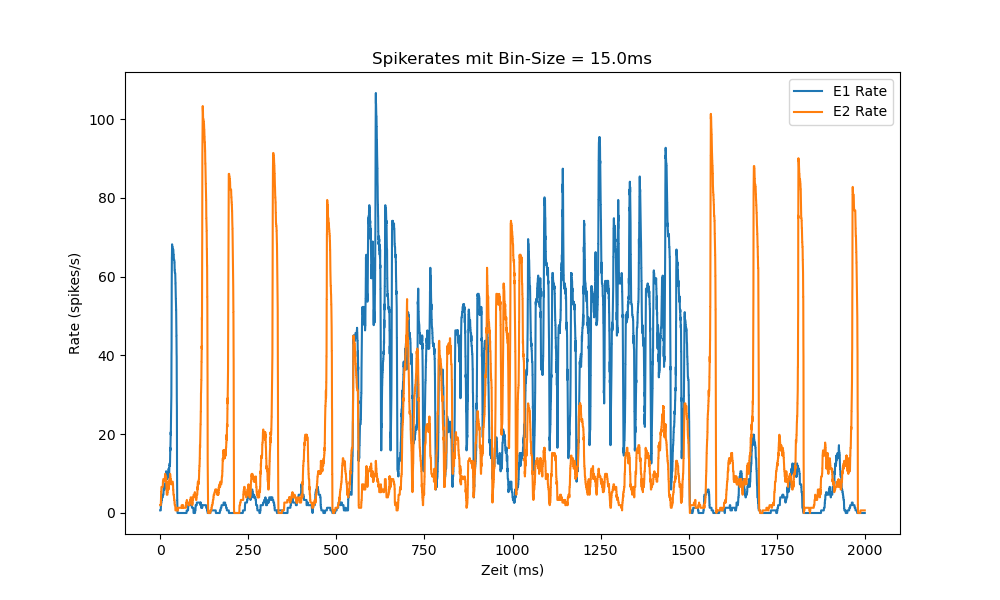 Spikerates mit Bin-Size = 15.0ms
E1 Rate
E2 Rate
Rate (spikes/s)
100
80
60
40
20
0
0 250 500 750 1000 1250 1500 1750 2000
Zeit (ms)